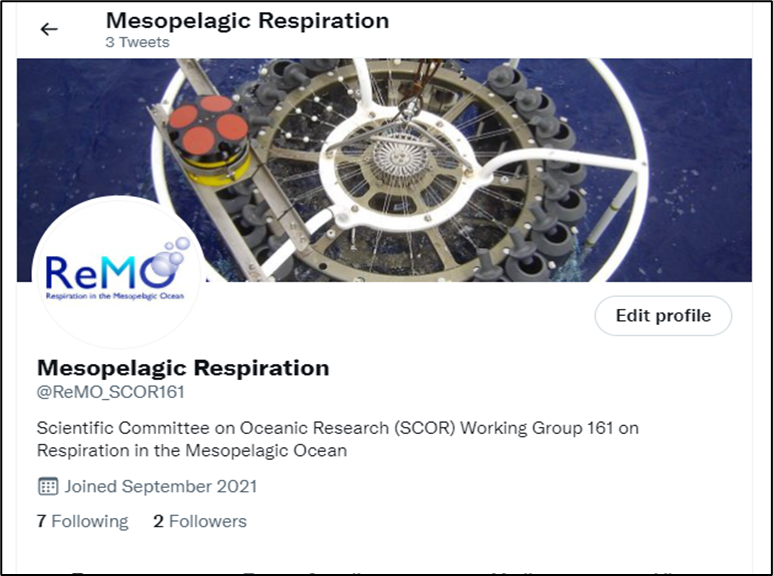 Mesopelagic Respiration
3 Tweets
ReMO
Respiration in the Mesopelagic Ocean
Edit profile
Mesopelagic Respiration
@ReMO_SCOR161
Scientific Committee on Oceanic Research (SCOR) Working Group 161 on
Respiration in the Mesopelagic Ocean
Joined September 2021
7 Following 2 Followers